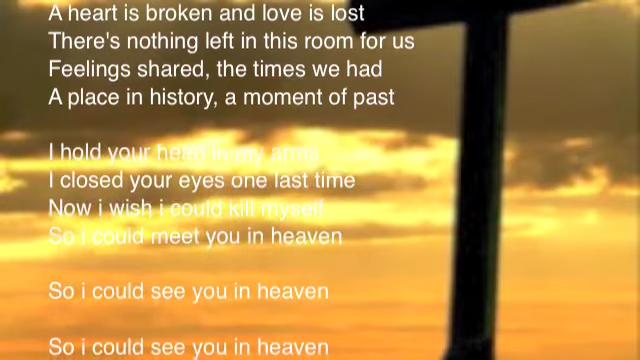 A heart is broken and love is lost
There's nothing left in this room for us
Feelings shared, the times we had
A place in history, a moment of past
I hold your head in my arms
I closed your eyes one last time
Now i wish i could kill myself
So i could meet you in heaven
So i could see you in heaven
So i could see you in heaven